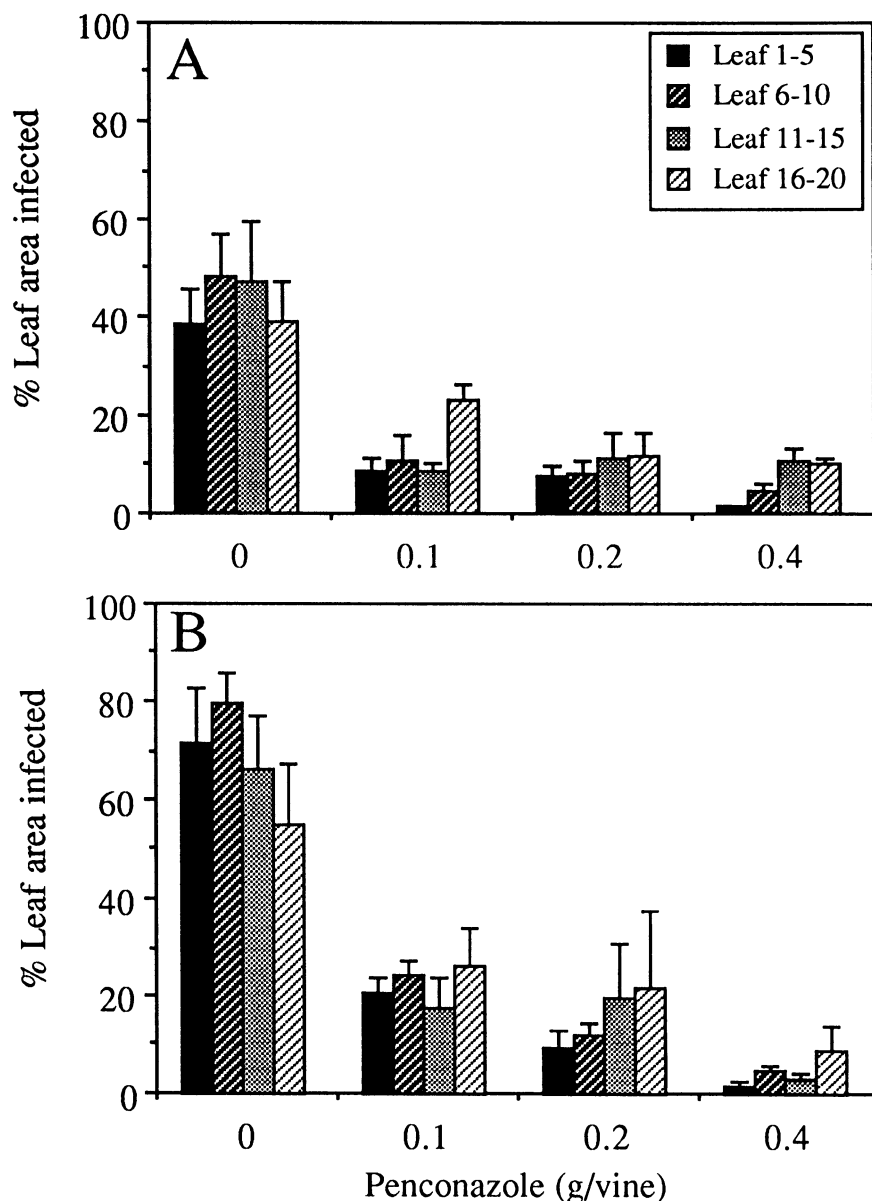 A
Leaf 1-5
Leaf 6-10
Leaf 11-15
Leaf 16-20
% Leaf area infected
100
80
60
40
20
0
0 0.1 0.2 0.4
B
% Leaf area infected
100
80
60
40
20
0
0 0.1 0.2 0.4
Penconazole (g/vine)